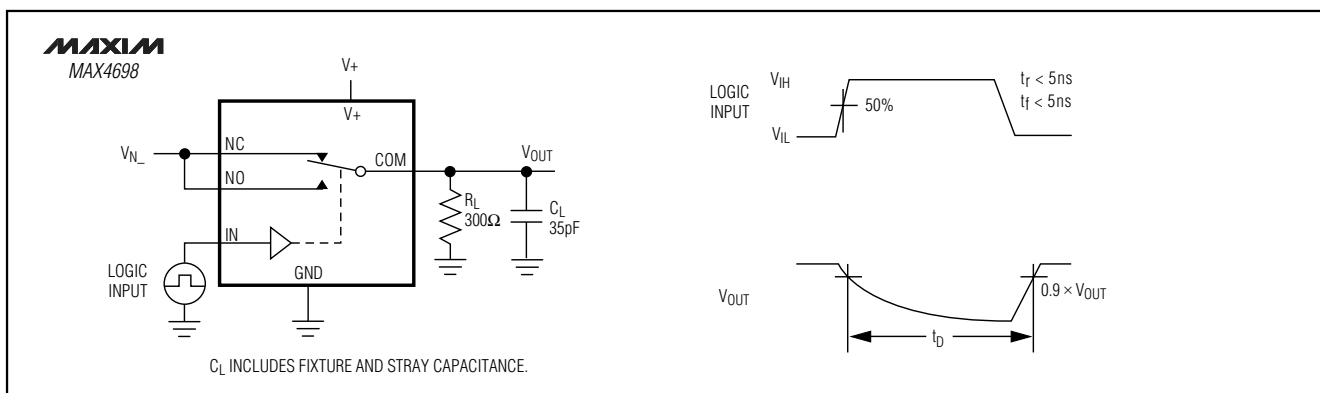 MAXIM
MAX4698
V+
V+
V_N_
NC
NO
COM
V_OUT
R_L
300Ω
C_L
35pF
IN
LOGIC
INPUT
GND
C_L INCLUDES FIXTURE AND STRAY CAPACITANCE.
LOGIC
INPUT
V_IH
V_IL
50%
t_r < 5ns
t_f < 5ns
V_OUT
0.9 × V_OUT
t_D